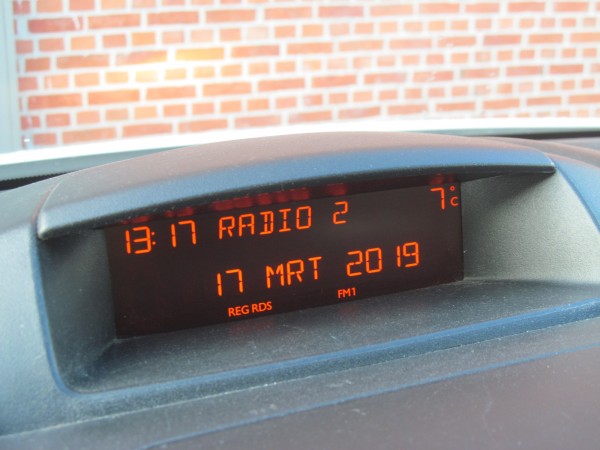 13:17 RADIO 2 7°C
17 MRT 2019
REG RDS FM1